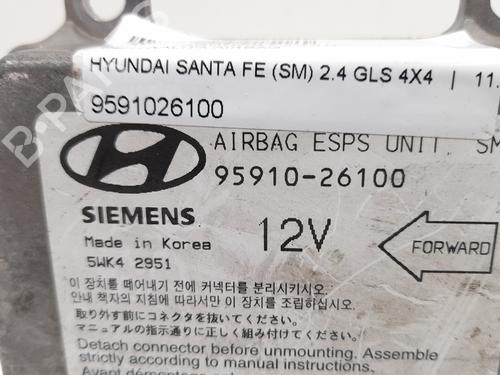 HYUNDAI SANTA FE (SM) 2.4 GLS 4X4 | 11.
9591026100
AIRBAG ESPS UNIT. SM
95910-26100
SIEMENS
Made in Korea
5WK4 2951
12V
FORWARD
이 장치를 떼어내기 전에 커넥터를 분리시키시오.
안내 책자의 지침에 따라서만 이 장치를 조립하십시오.
取り外す前にコネクタを抜いてください。
マニュアルの指示通りに正しく組み付けてください。
Detach connector before unmounting. Assemble
strictly according to manual instructions.
Avant démontage